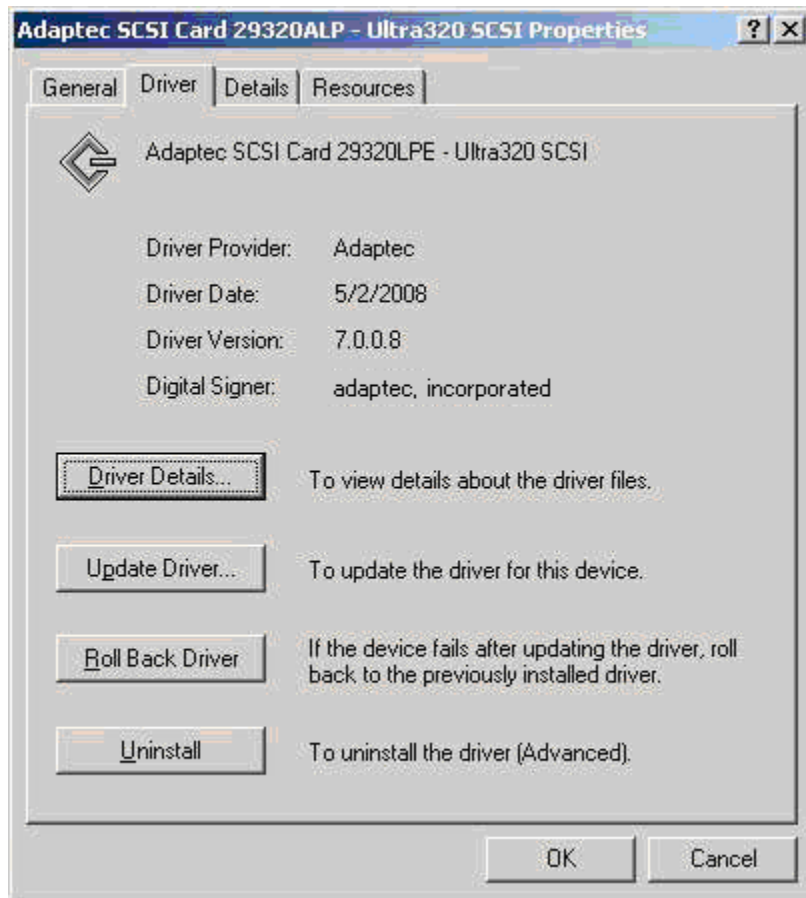 Adaptec SCSI Card 29320ALP - Ultra320 SCSI Properties
General Driver Details Resources
Adaptec SCSI Card 29320LPE - Ultra320 SCSI
Driver Provider: Adaptec
Driver Date: 5/2/2008
Driver Version: 7.0.0.8
Digital Signer: adaptec, incorporated
Driver Details... To view details about the driver files.
Update Driver... To update the driver for this device.
Roll Back Driver If the device fails after updating the driver, roll
back to the previously installed driver.
Uninstall To uninstall the driver (Advanced).
OK Cancel